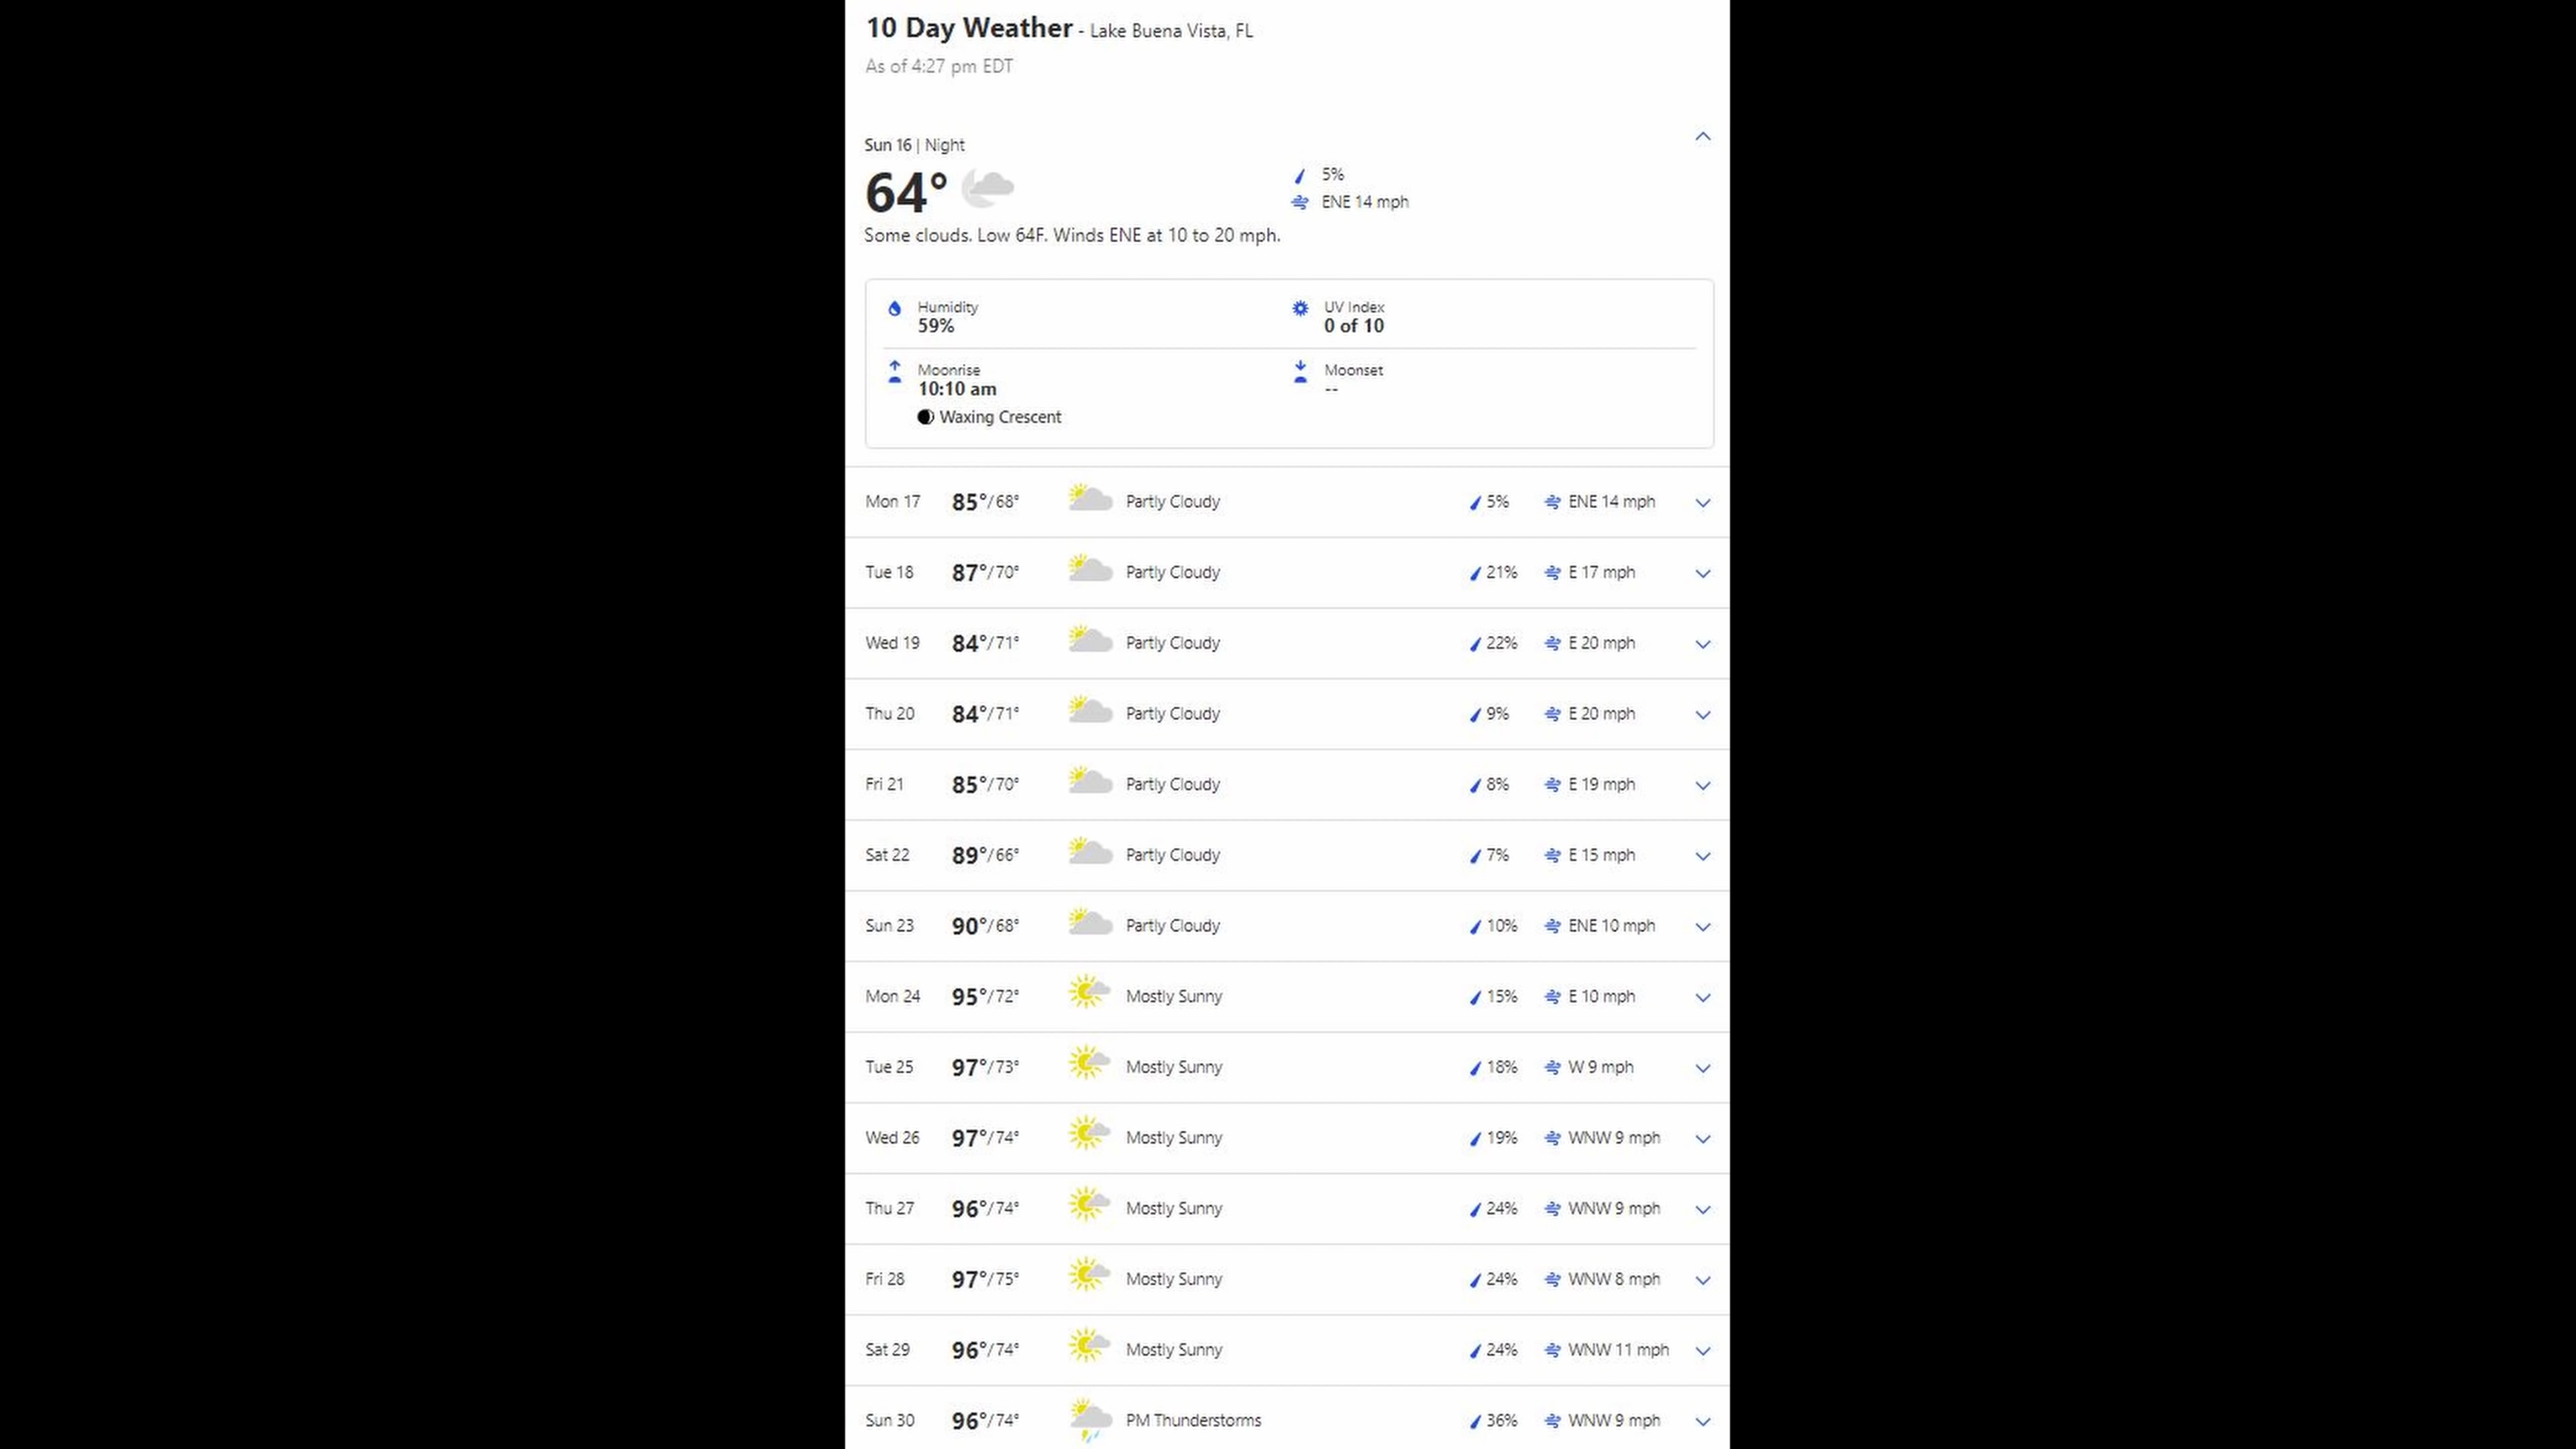 10 Day Weather - Lake Buena Vista, FL
As of 4:27 pm EDT
Sun 16 | Night
64°
5%
ENE 14 mph
Some clouds. Low 64F. Winds ENE at 10 to 20 mph.
Humidity
59%
UV Index
0 of 10
Moonrise
10:10 am
Waxing Crescent
Moonset
--
Mon 17 85°/68° Partly Cloudy 5% ENE 14 mph
Tue 18 87°/70° Partly Cloudy 21% E 17 mph
Wed 19 84°/71° Partly Cloudy 22% E 20 mph
Thu 20 84°/71° Partly Cloudy 9% E 20 mph
Fri 21 85°/70° Partly Cloudy 8% E 19 mph
Sat 22 89°/66° Partly Cloudy 7% E 15 mph
Sun 23 90°/68° Partly Cloudy 10% ENE 10 mph
Mon 24 95°/72° Mostly Sunny 15% E 10 mph
Tue 25 97°/73° Mostly Sunny 18% W 9 mph
Wed 26 97°/74° Mostly Sunny 19% WNW 9 mph
Thu 27 96°/74° Mostly Sunny 24% WNW 9 mph
Fri 28 97°/75° Mostly Sunny 24% WNW 8 mph
Sat 29 96°/74° Mostly Sunny 24% WNW 11 mph
Sun 30 96°/74° PM Thunderstorms 36% WNW 9 mph